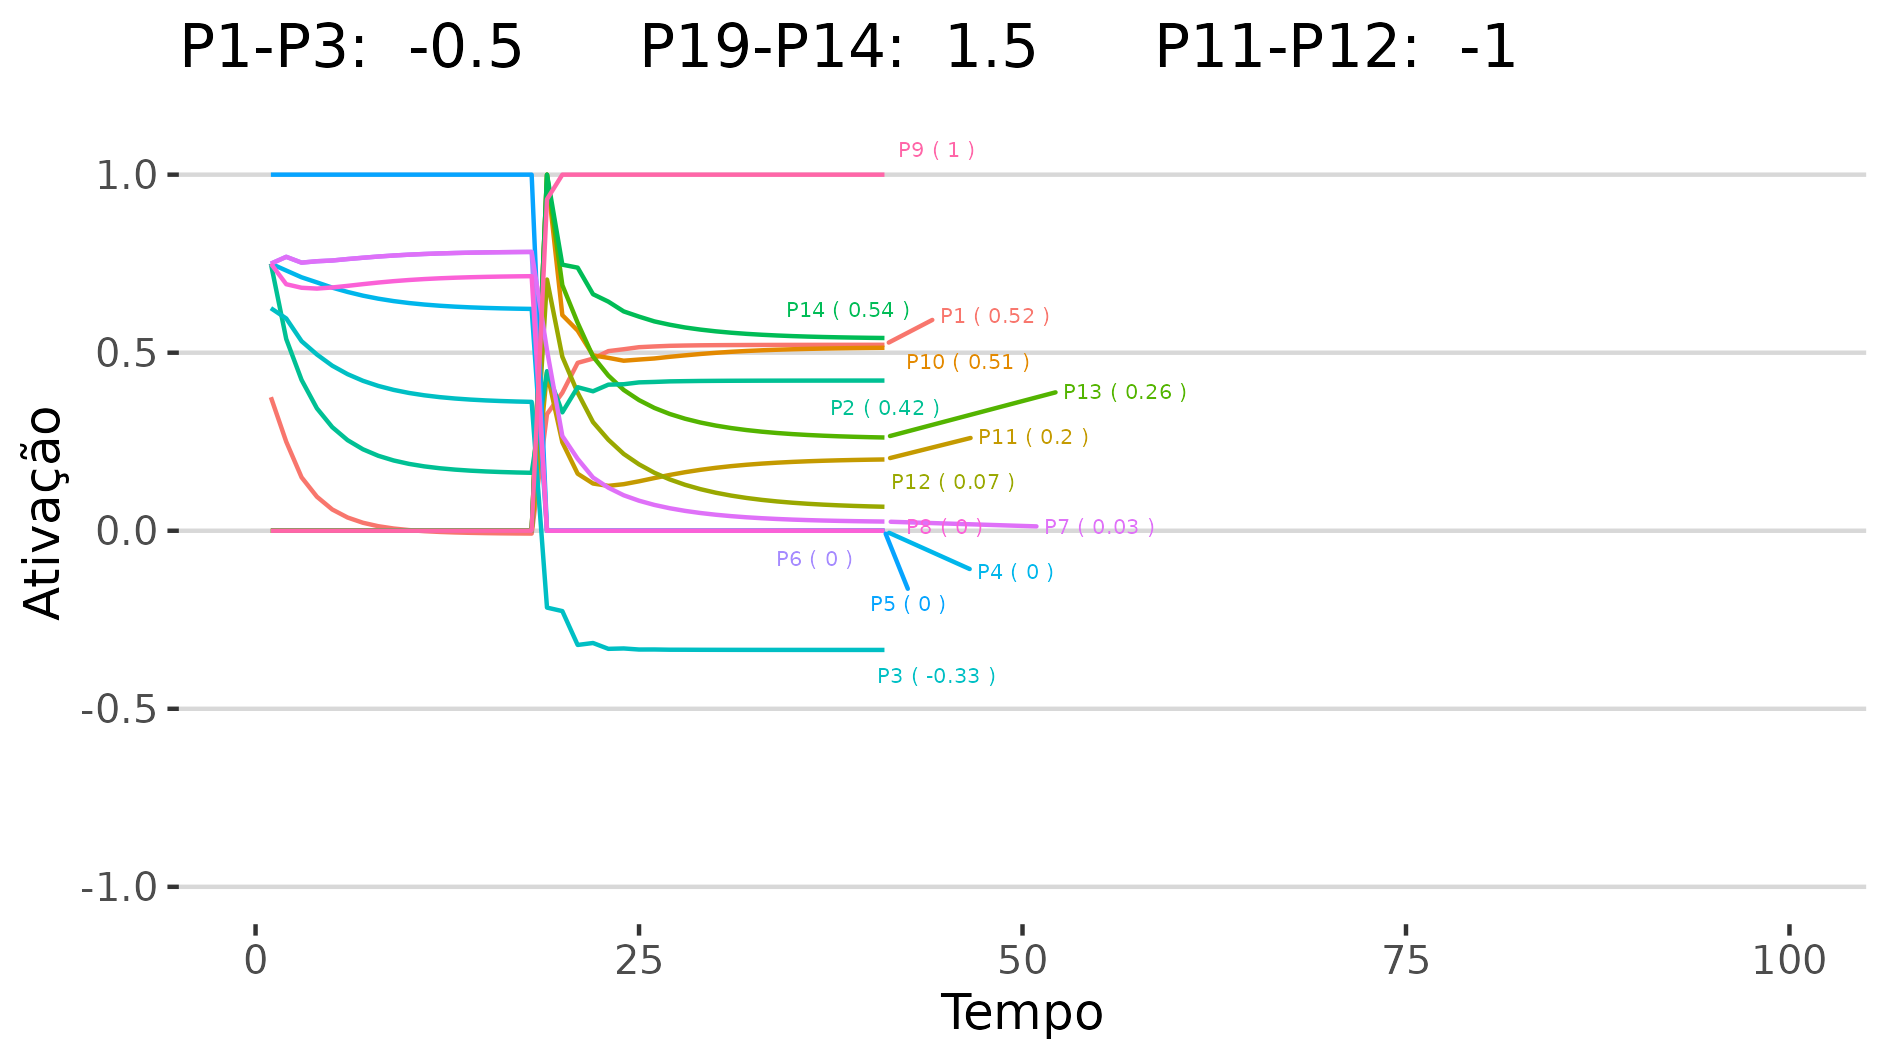 P1-P3:  -0.5    P19-P14:  1.5    P11-P12:  -1
P9 ( 1 )
1.0
P14 ( 0.54 )
P1 ( 0.52 )
0.5
P10 ( 0.51 )
P13 ( 0.26 )
P2 ( 0.42 )
P11 ( 0.2 )
P12 ( 0.07 )
0.0
P8 ( 0 )
P7 ( 0.03 )
P6 ( 0 )
P4 ( 0 )
P5 ( 0 )
P3 ( -0.33 )
-0.5
-1.0
Ativação
0 25 50 75 100
Tempo